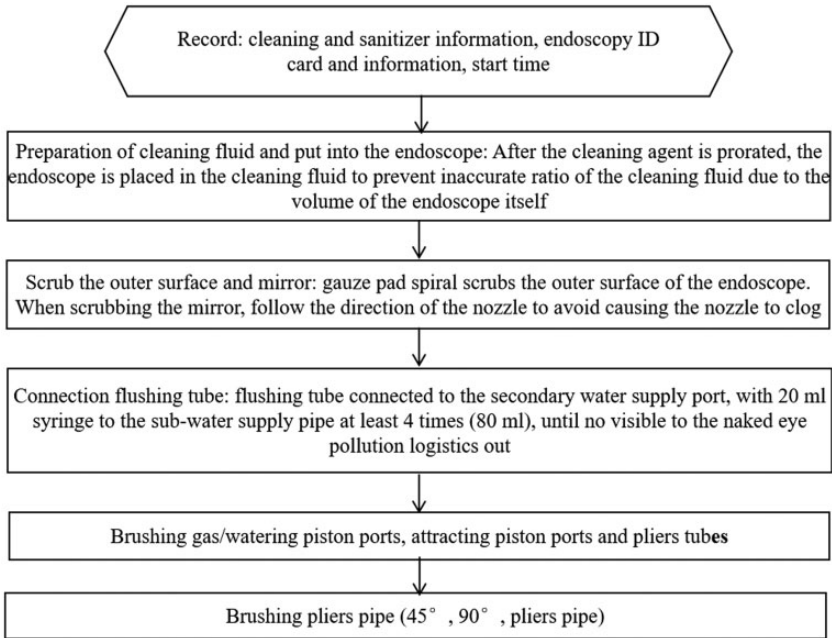 Record: cleaning and sanitizer information, endoscopy ID
card and information, start time
Preparation of cleaning fluid and put into the endoscope: After the cleaning agent is prorated, the
endoscope is placed in the cleaning fluid to prevent inaccurate ratio of the cleaning fluid due to the
volume of the endoscope itself
Scrub the outer surface and mirror: gauze pad spiral scrubs the outer surface of the endoscope.
When scrubbing the mirror, follow the direction of the nozzle to avoid causing the nozzle to clog
Connection flushing tube: flushing tube connected to the secondary water supply port, with 20 ml
syringe to the sub-water supply pipe at least 4 times (80 ml), until no visible to the naked eye
pollution logistics out
Brushing gas/watering piston ports, attracting piston ports and pliers tubes
Brushing pliers pipe (45° , 90° , pliers pipe)